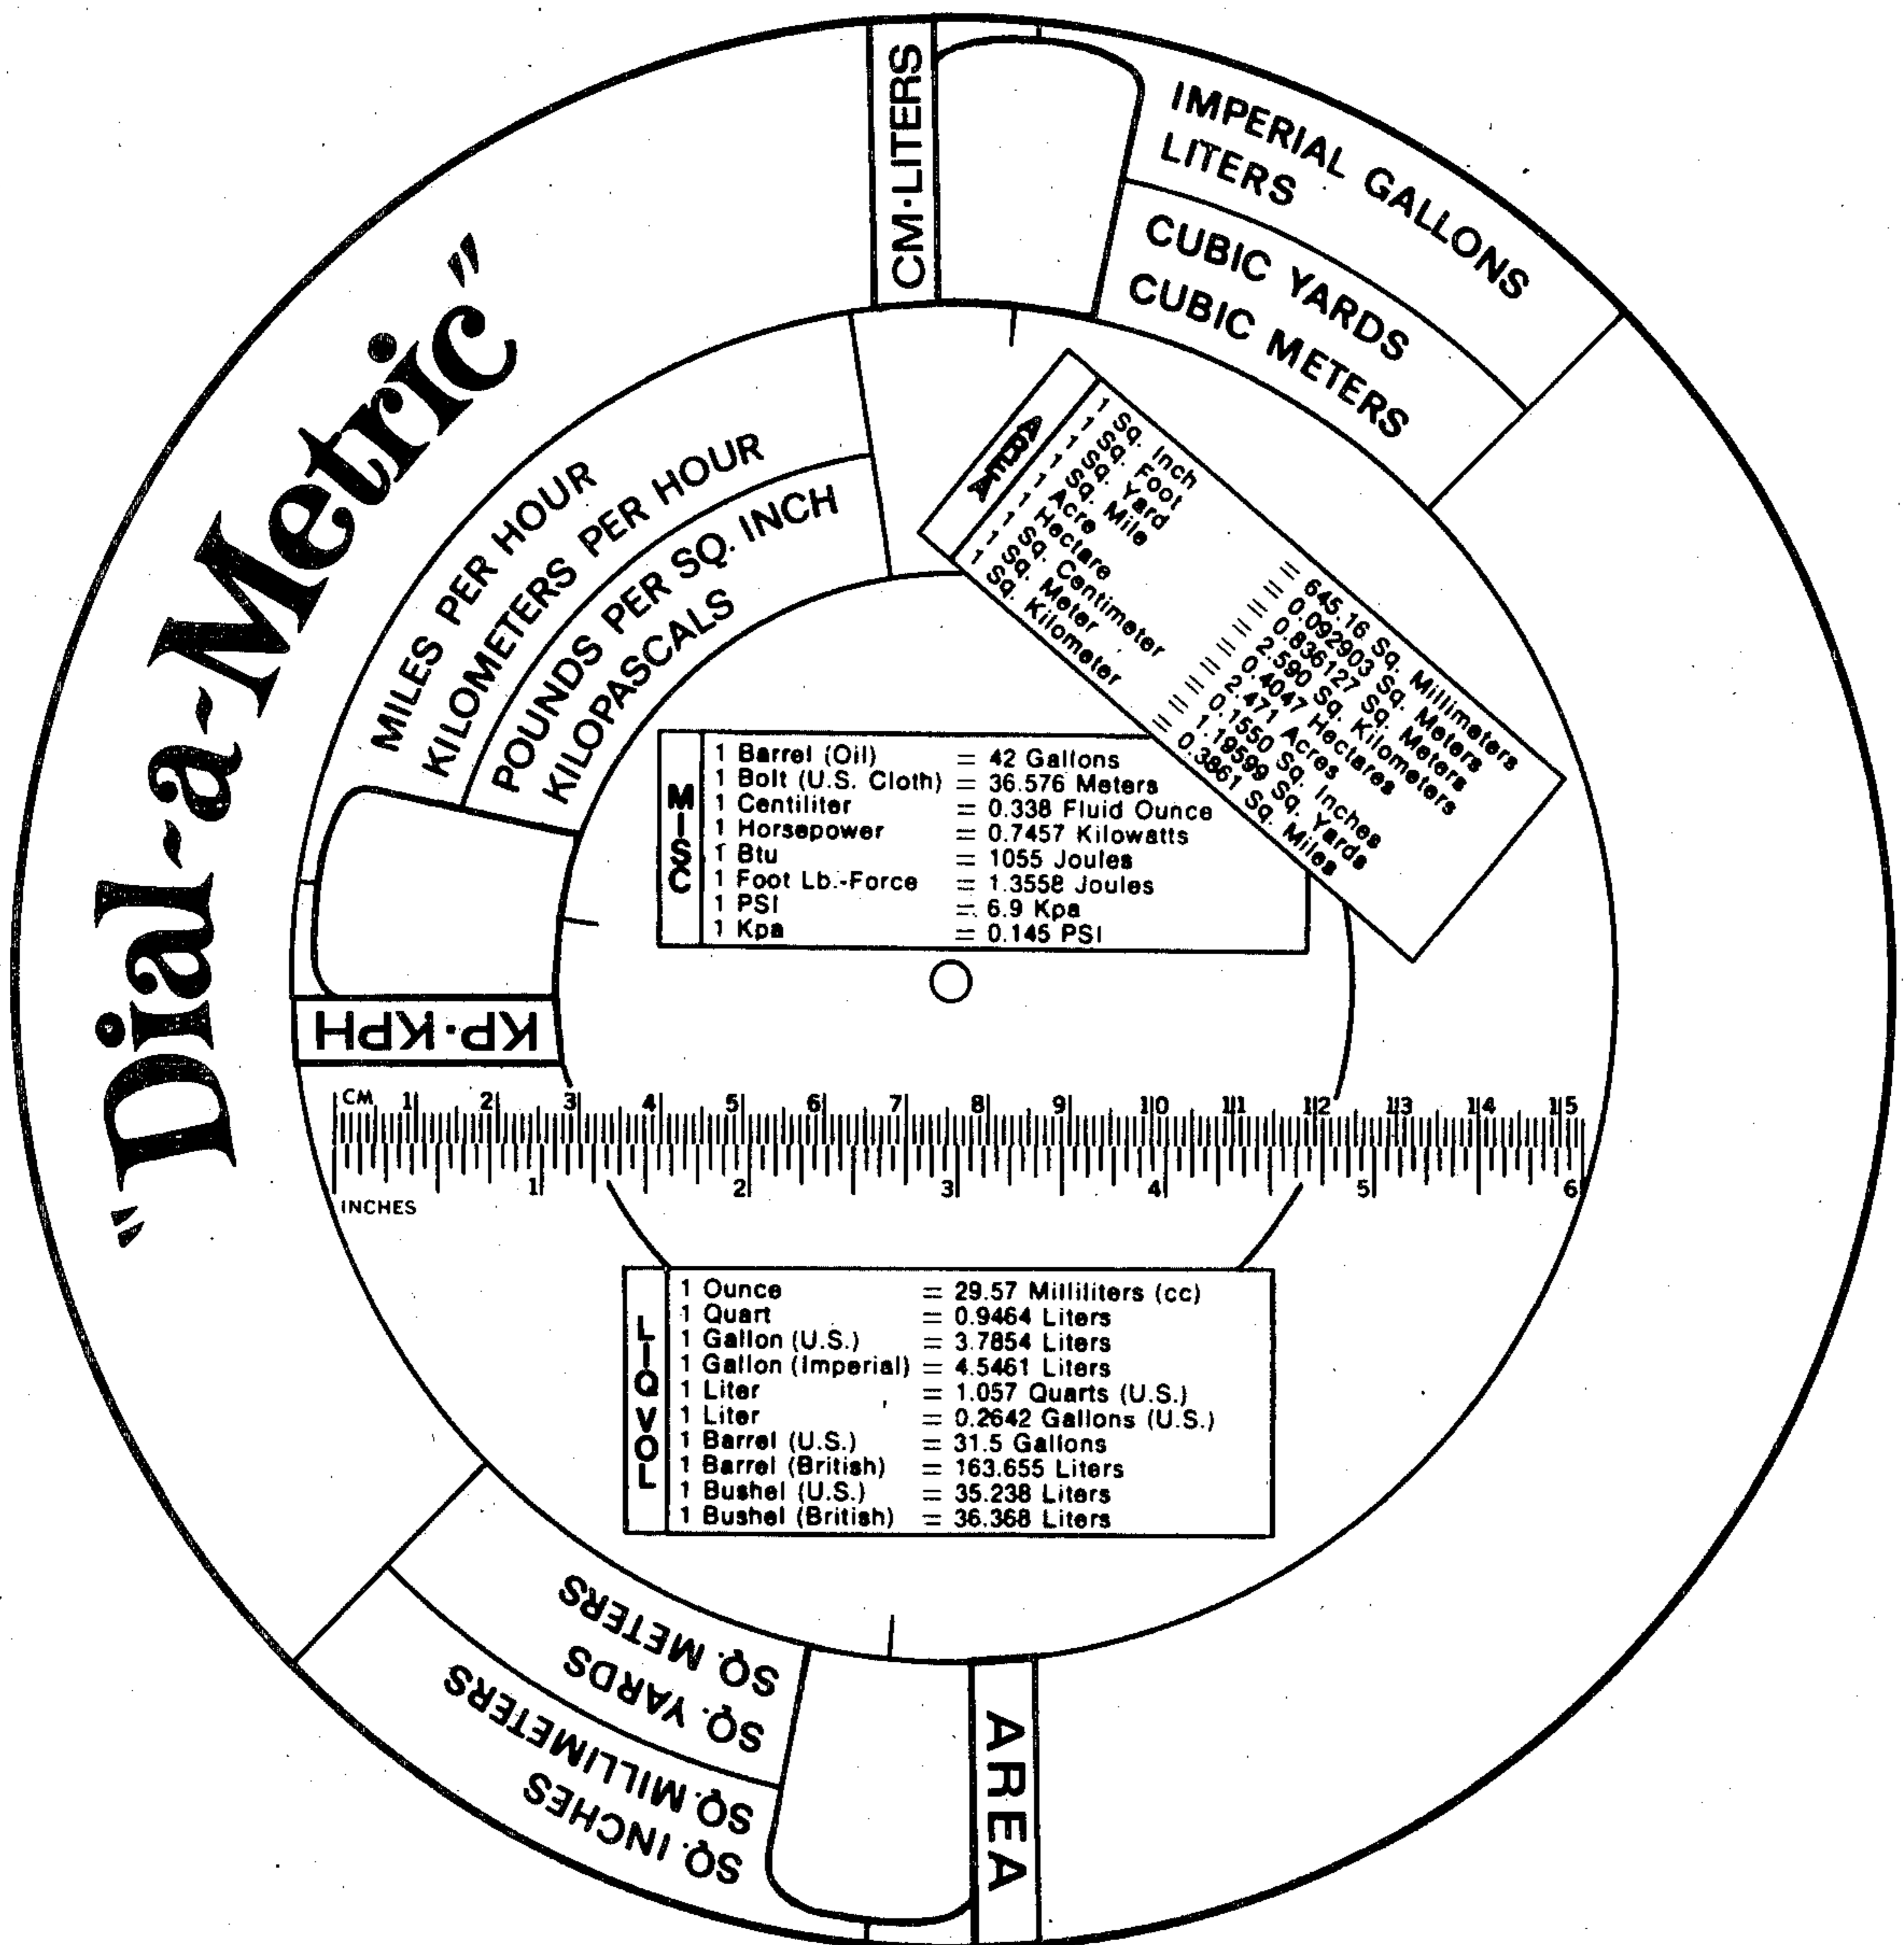 "Dial-a-Metric"
CM·LITERS
IMPERIAL GALLONS
LITERS
CUBIC YARDS
CUBIC METERS
MILES PER HOUR
KILOMETERS PER HOUR
POUNDS PER SQ. INCH
KILOPASCALS
KP·KPH
AREA
1 Sq. Inch = 645.16 Sq. Millimeters
1 Sq. Foot = 0.092903 Sq. Meters
1 Sq. Yard = 0.836127 Sq. Meters
1 Sq. Mile = 2.590 Sq. Kilometers
1 Acre = 0.4047 Hectares
1 Hectare = 2.471 Acres
1 Sq. Centimeter = 0.1550 Sq. Inches
1 Sq. Meter = 1.19599 Sq. Yards
1 Sq. Kilometer = 0.3861 Sq. Miles
MISC
1 Barrel (Oil) = 42 Gallons
1 Bolt (U.S. Cloth) = 36.576 Meters
1 Centiliter = 0.338 Fluid Ounce
1 Horsepower = 0.7457 Kilowatts
1 Btu = 1055 Joules
1 Foot Lb.-Force = 1.3558 Joules
1 PSI = 6.9 Kpa
1 Kpa = 0.145 PSI
CM 1 2 3 4 5 6 7 8 9 10 11 12 13 14 15
1 2 3 4 5 6
INCHES
LIQ VOL
1 Ounce = 29.57 Milliliters (cc)
1 Quart = 0.9464 Liters
1 Gallon (U.S.) = 3.7854 Liters
1 Gallon (Imperial) = 4.5461 Liters
1 Liter = 1.057 Quarts (U.S.)
1 Liter = 0.2642 Gallons (U.S.)
1 Barrel (U.S.) = 31.5 Gallons
1 Barrel (British) = 163.655 Liters
1 Bushel (U.S.) = 35.238 Liters
1 Bushel (British) = 36.368 Liters
SQ. INCHES
SQ. MILLIMETERS
SQ. YARDS
SQ. METERS
AREA